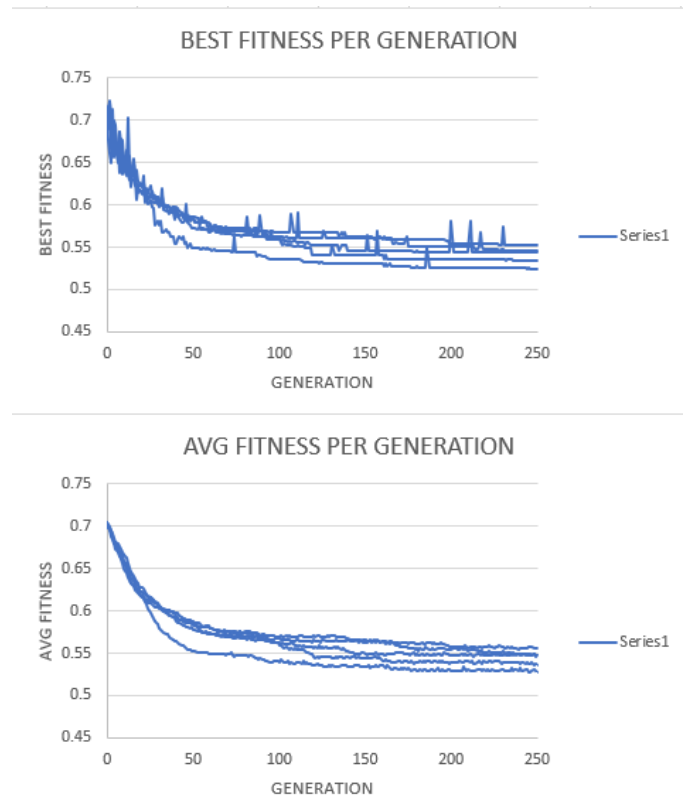 BEST FITNESS PER GENERATION
0.75
0.7
0.65
0.6
0.55
0.5
0.45
BEST FITNESS
0 50 100 150 200 250
GENERATION
Series1
AVG FITNESS PER GENERATION
0.75
0.7
0.65
0.6
0.55
0.5
0.45
AVG FITNESS
0 50 100 150 200 250
GENERATION
Series1